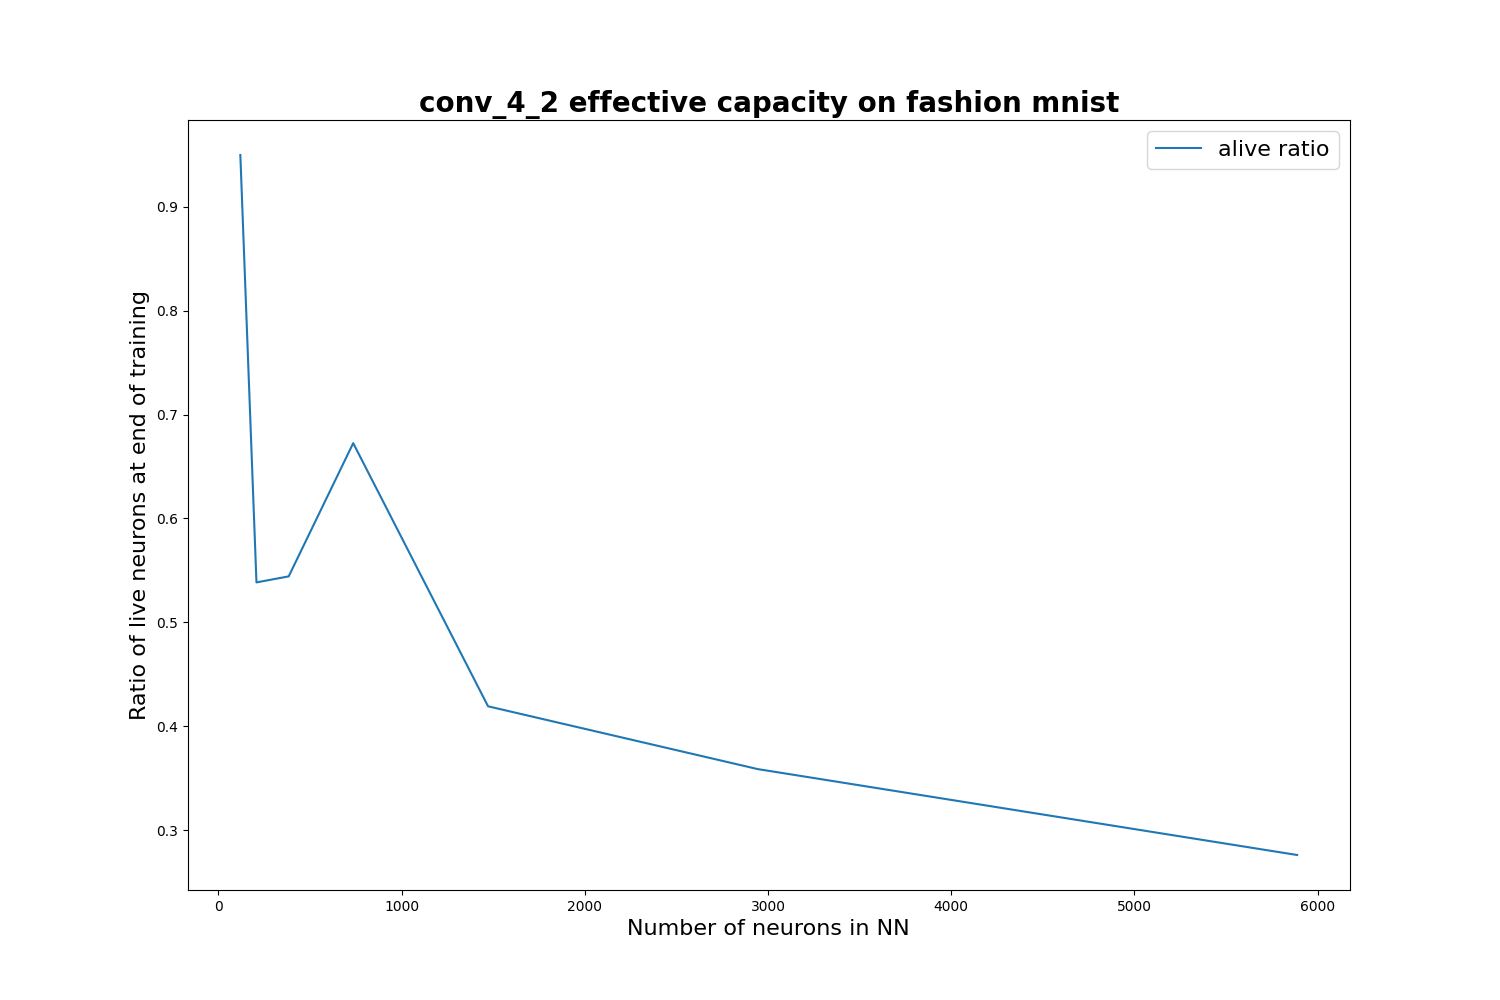 conv_4_2 effective capacity on fashion mnist
alive ratio
Ratio of live neurons at end of training
0.9
0.8
0.7
0.6
0.5
0.4
0.3
0 1000 2000 3000 4000 5000 6000
Number of neurons in NN